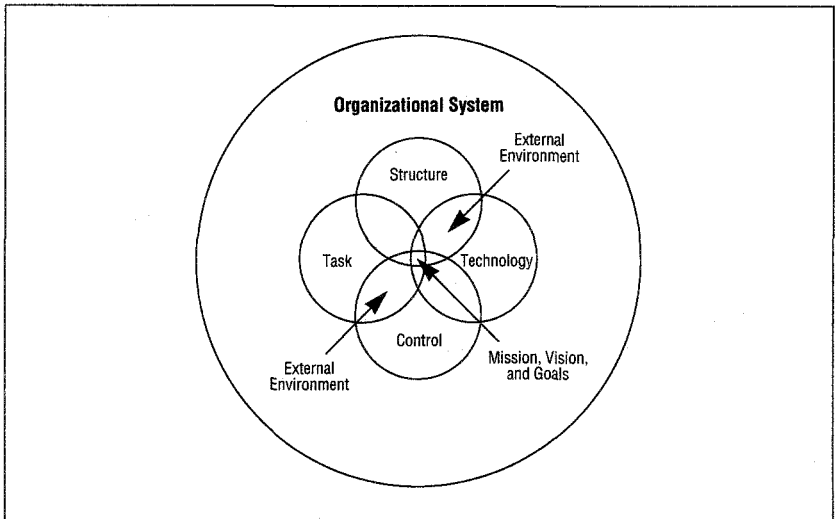 Organizational System
External
Environment
Structure
Task
Technology
Control
External
Environment
Mission, Vision,
and Goals